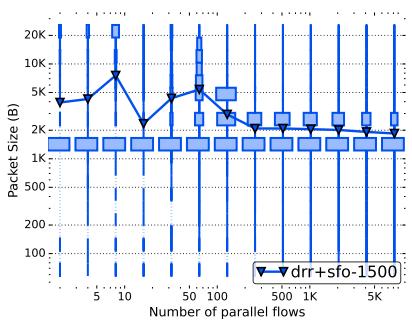 20K
10K
5K
2K
1K
500
200
100
Packet Size (B)
drr+sfo-1500
5 10 50 100 500 1K 5K
Number of parallel flows